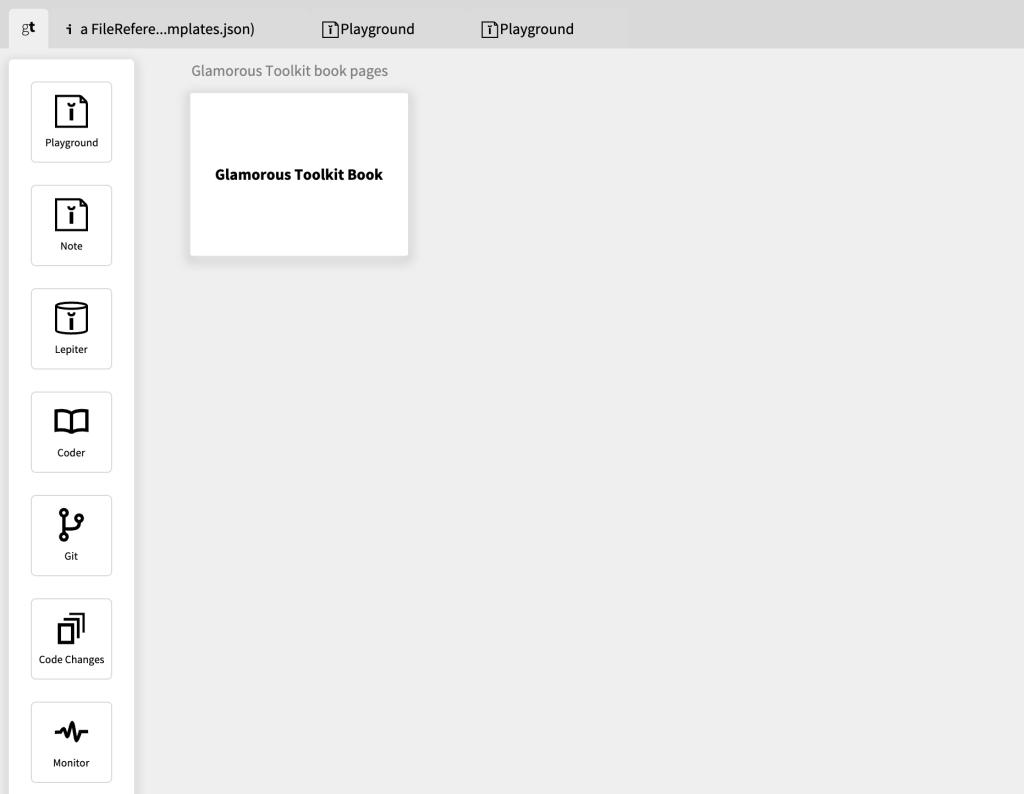 gt
i a FileRefere...mplates.json)
Playground
Playground
Glamorous Toolkit book pages
Glamorous Toolkit Book
Playground
Note
Lepiter
Coder
Git
Code Changes
Monitor